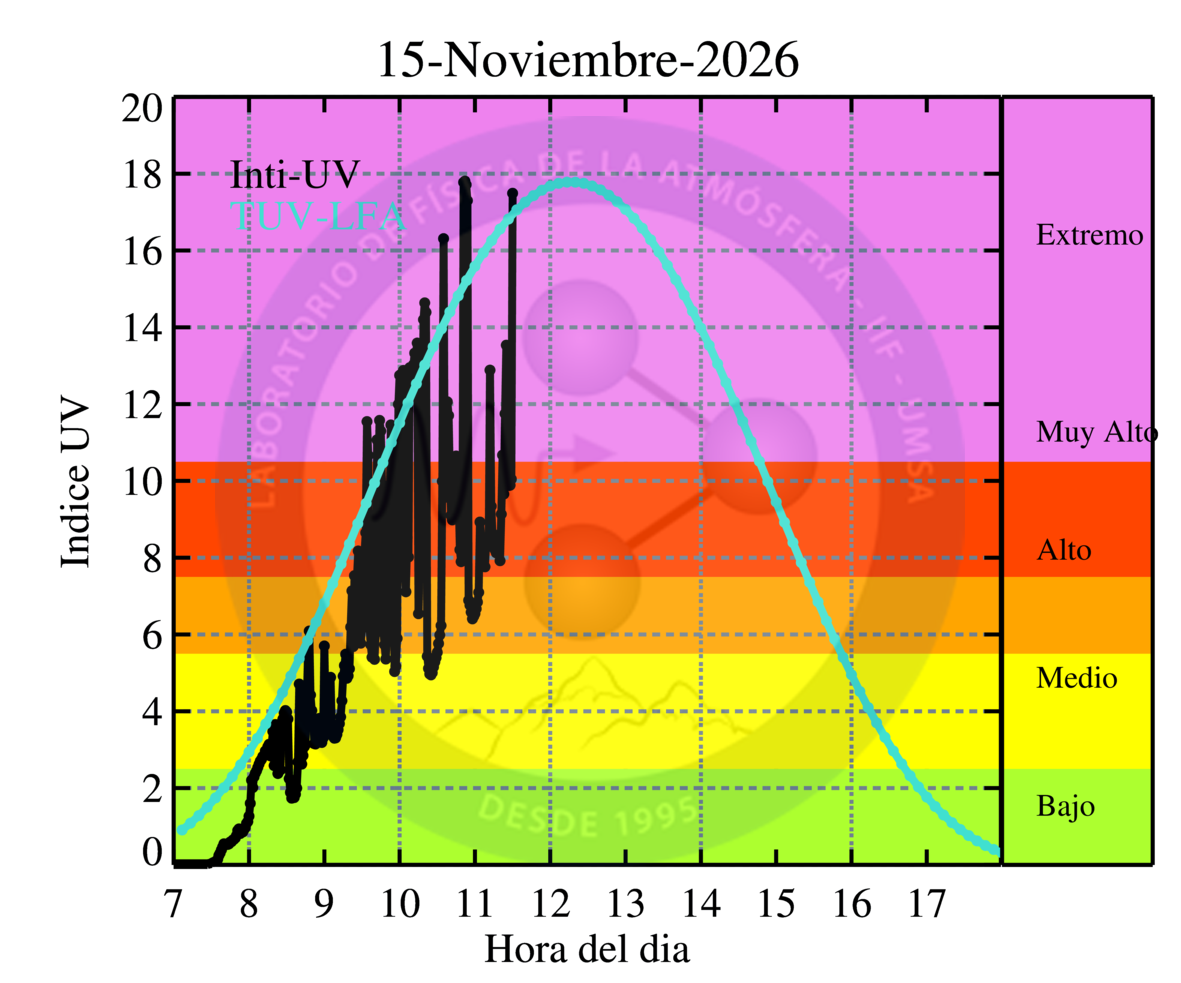 15-Noviembre-2026
20
18
16
14
12
10
8
6
4
2
0
Indice UV
Inti-UV
TUV-LFA
LABORATORIO DE FÍSICA DE LA ATMÓSFERA - IIF - UMSA
DESDE 1995
Extremo
Muy Alto
Alto
Medio
Bajo
7 8 9 10 11 12 13 14 15 16 17
Hora del dia